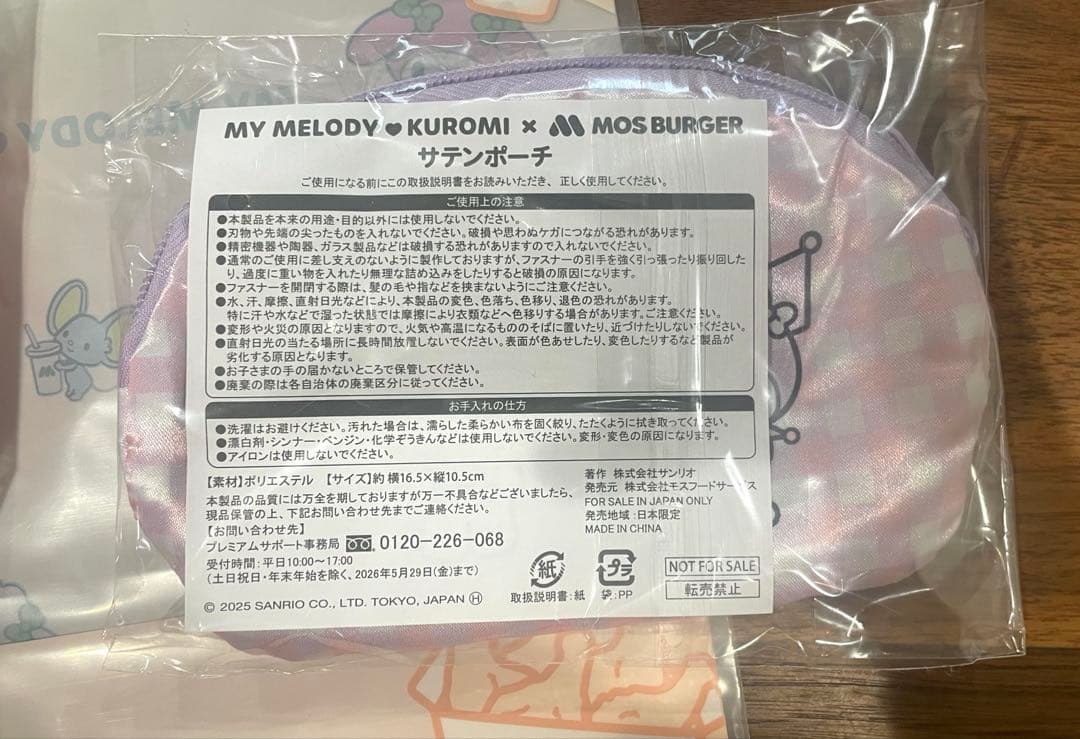 MY MELODY♥KUROMI × MOS BURGER
サテンポーチ
ご使用になる前にこの取扱説明書をお読みいただき、正しく使用してください。
ご使用上の注意
●本製品を本来の用途・目的以外には使用しないでください。
●刃物や先端の尖ったものを入れないでください。破損や思わぬケガにつながる恐れがあります。
●精密機器や陶器、ガラス製品などは破損する恐れがありますので入れないでください。
●通常のご使用に差し支えのないように製作しておりますが、ファスナーの引手を強く引っ張ったり振り回した
り、過度に重い物を入れたり無理な詰め込みをしたりすると破損の原因になります。
●ファスナーを開閉する際は、髪の毛や指などを挟まないようにご注意ください。
●水、汗、摩擦、直射日光などにより、本製品の変色、色落ち、色移り、退色の恐れがあります。
特に汗や水などで湿った状態では摩擦により衣類などへ色移りする場合があります。ご注意ください。
●変形や火災の原因となりますので、火気や高温になるもののそばに置いたり、近づけたりしないでください。
●直射日光の当たる場所に長時間放置しないでください。表面が色あせしたり、変色したりするなど製品が
劣化する原因となります。
●お子さまの手の届かないところで保管してください。
●廃棄の際は各自治体の廃棄区分に従ってください。
お手入れの仕方
●洗濯はお避けください。汚れた場合は、濡らした柔らかい布を固く絞り、たたくように拭き取ってください。
●漂白剤・シンナー・ベンジン・化学ぞうきんなどは使用しないでください。変形・変色の原因になります。
●アイロンは使用しないでください。
【素材】ポリエステル 【サイズ】約 横16.5×縦10.5cm
本製品の品質には万全を期しておりますが万一不具合などございましたら、
現品保管の上、下記お問い合わせ先までご連絡ください。
【お問い合わせ先】
プレミアムサポート事務局 0120-226-068
受付時間:平日10:00~17:00
(土日祝日・年末年始を除く、2026年5月29日(金)まで)
© 2025 SANRIO CO., LTD. TOKYO, JAPAN Ⓗ
著作 株式会社サンリオ
発売元 株式会社モスフードサービス
FOR SALE IN JAPAN ONLY
発売地域:日本限定
MADE IN CHINA
紙
取扱説明書:紙
プラ
袋:PP
NOT FOR SALE
転売禁止
MY MELODY